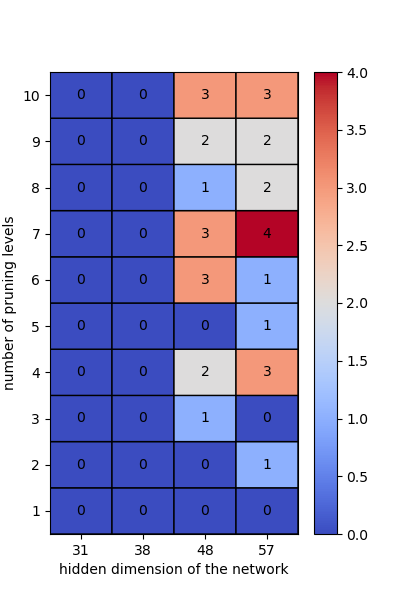 10 0 0 3 3
9 0 0 2 2
8 0 0 1 2
7 0 0 3 4
6 0 0 3 1
5 0 0 0 1
4 0 0 2 3
3 0 0 1 0
2 0 0 0 1
1 0 0 0 0
31 38 48 57
hidden dimension of the network
number of pruning levels
4.0
3.5
3.0
2.5
2.0
1.5
1.0
0.5
0.0